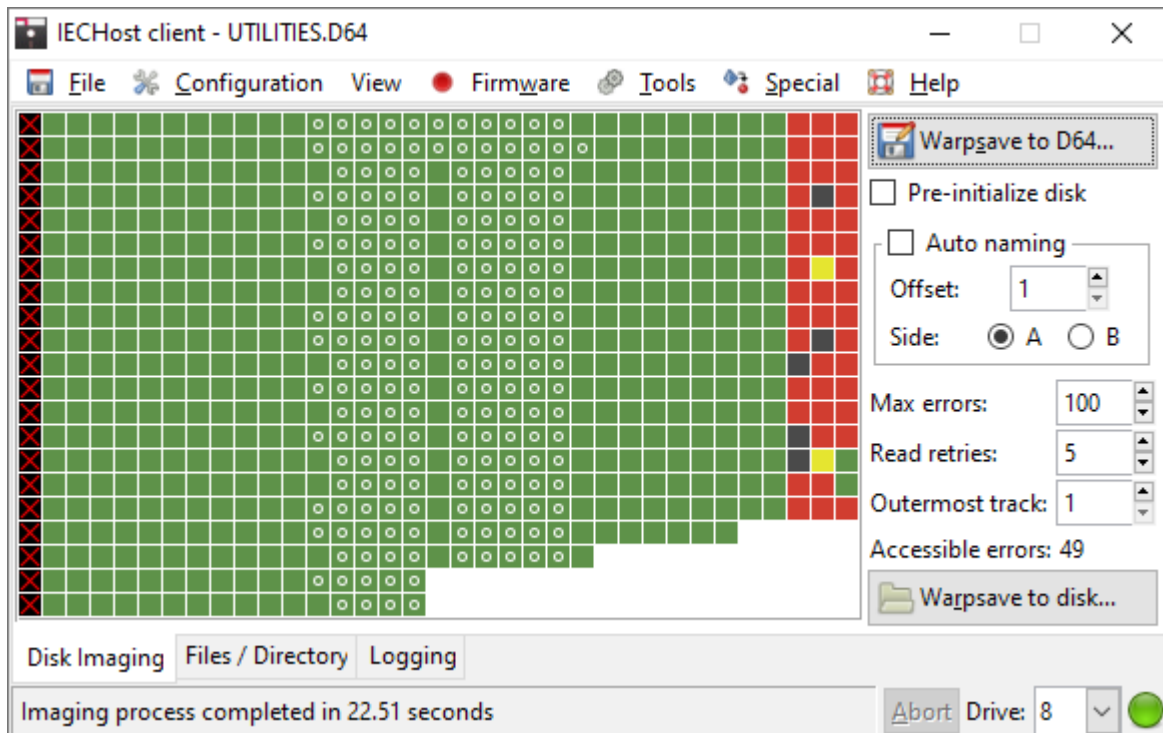 IECHost client - UTILITIES.D64
File Configuration View Firmware Tools Special Help
Warpsave to D64...
Pre-initialize disk
Auto naming
Offset: 1
Side: A B
Max errors: 100
Read retries: 5
Outermost track: 1
Accessible errors: 49
Warpsave to disk...
Disk Imaging Files / Directory Logging
Imaging process completed in 22.51 seconds Abort Drive: 8